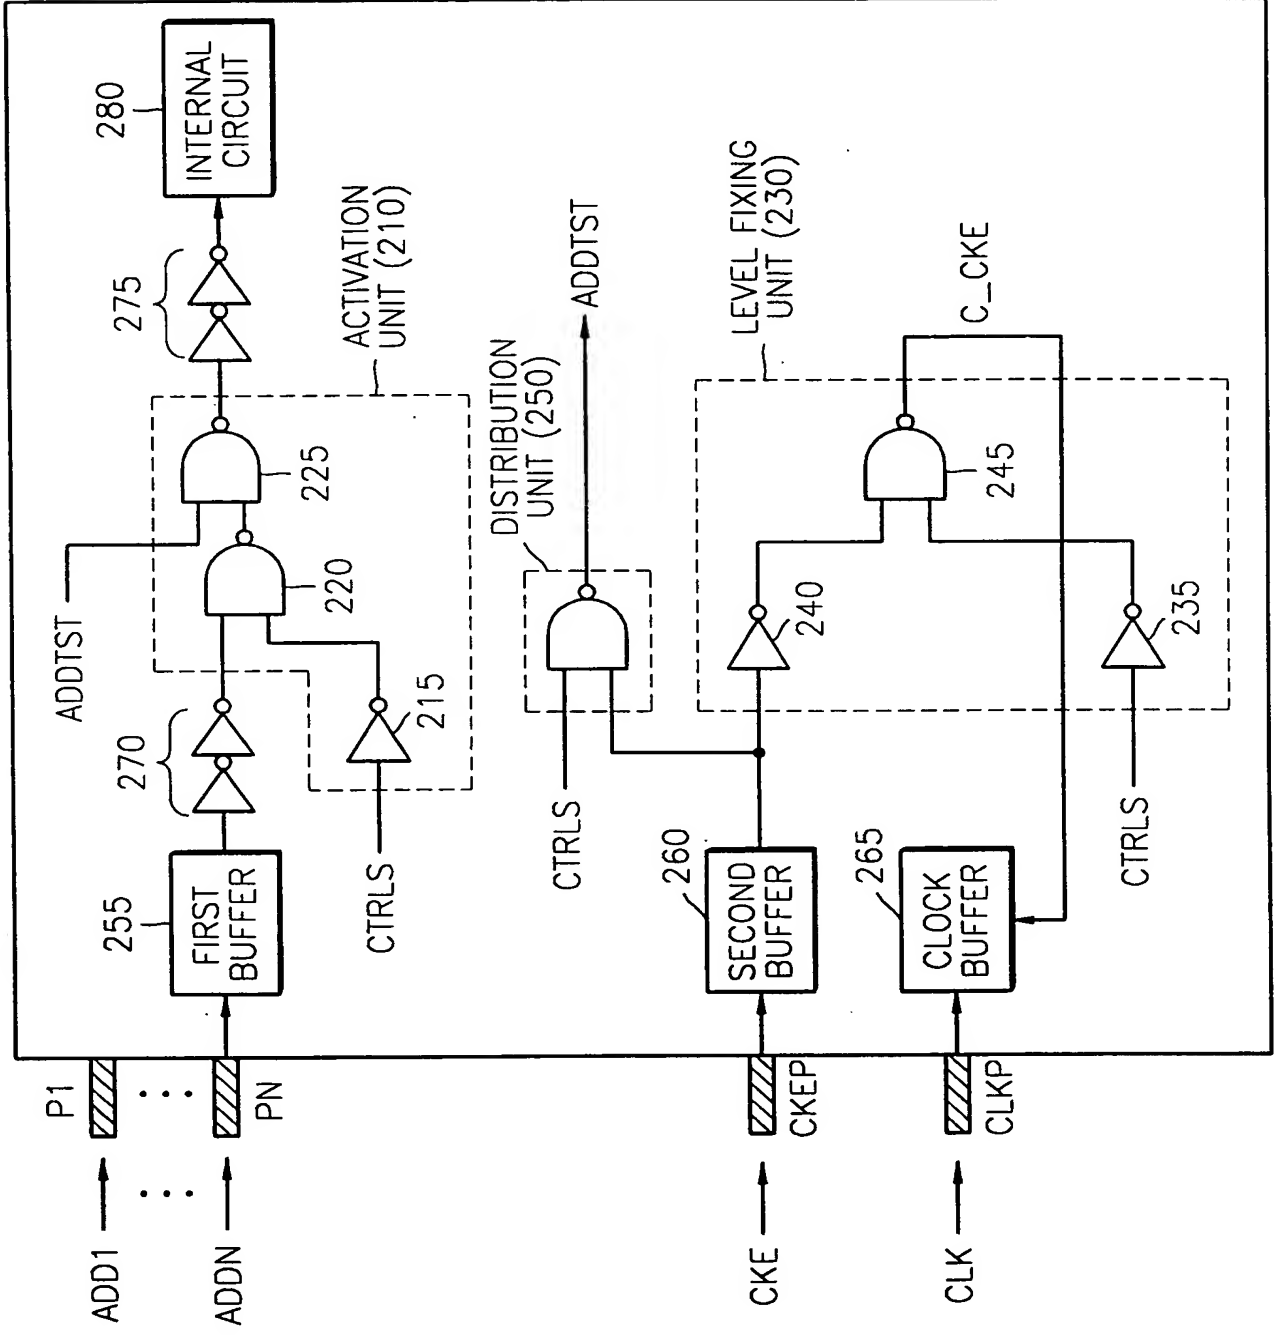 ADD1
ADDN
CKE
CLK
P1
PN
CKEP
CLKP
255
FIRST
BUFFER
270
ADDTST
CTRLS
215
220
225
ACTIVATION
UNIT (210)
275
280
INTERNAL
CIRCUIT
CTRLS
DISTRIBUTION
UNIT (250)
ADDTST
260
SECOND
BUFFER
265
CLOCK
BUFFER
240
235
CTRLS
245
LEVEL FIXING
UNIT (230)
C_CKE